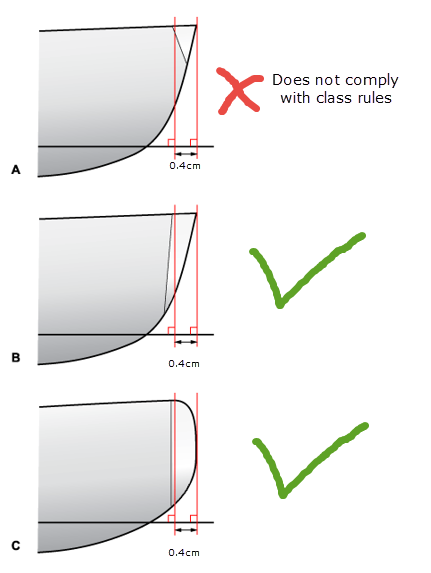 Does not comply
with class rules
A
0.4cm
B
0.4cm
C
0.4cm